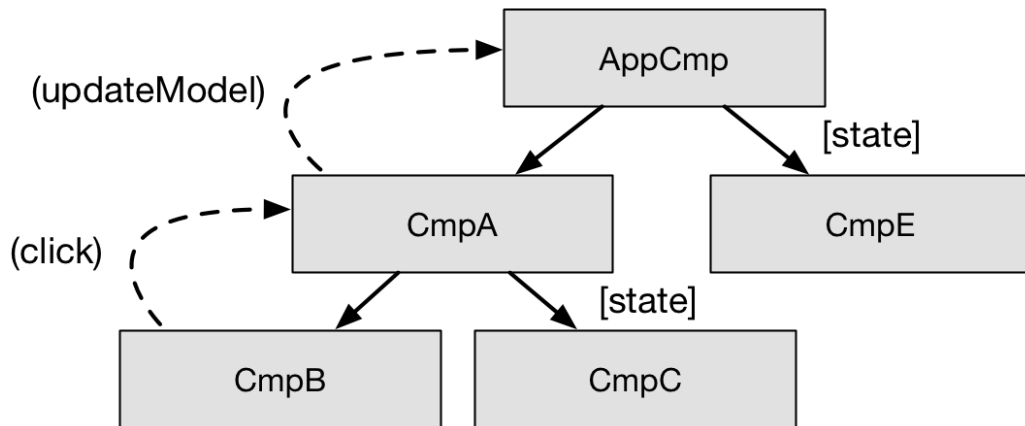 AppCmp
(updateModel)
[state]
CmpA
CmpE
(click)
[state]
CmpB
CmpC